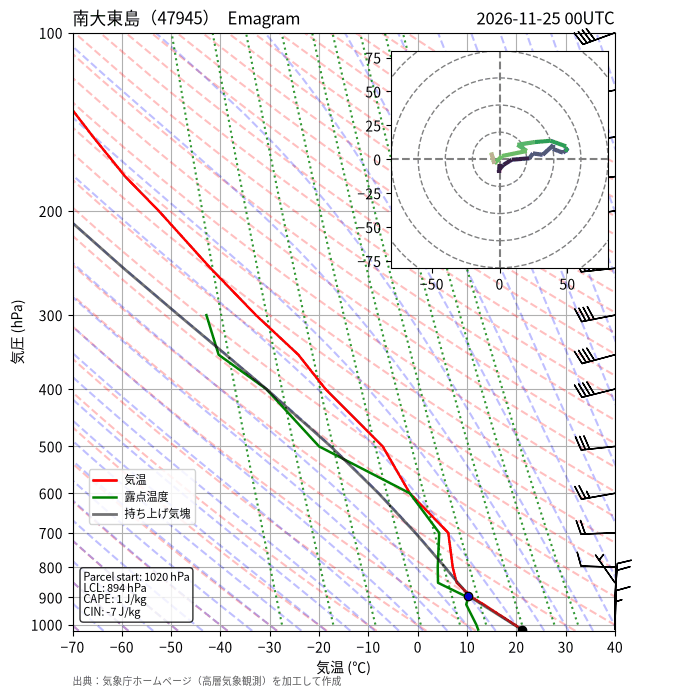 南大東島（47945） Emagram
2026-11-25 00UTC
100
200
300
400
500
600
700
800
900
1000
気圧 (hPa)
75
50
25
0
−25
−50
−75
−50
0
50
気温
露点温度
持ち上げ気塊
Parcel start: 1020 hPa
LCL: 894 hPa
CAPE: 1 J/kg
CIN: -7 J/kg
−70
−60
−50
−40
−30
−20
−10
0
10
20
30
40
気温 (°C)
出典：気象庁ホームページ（高層気象観測）を加工して作成